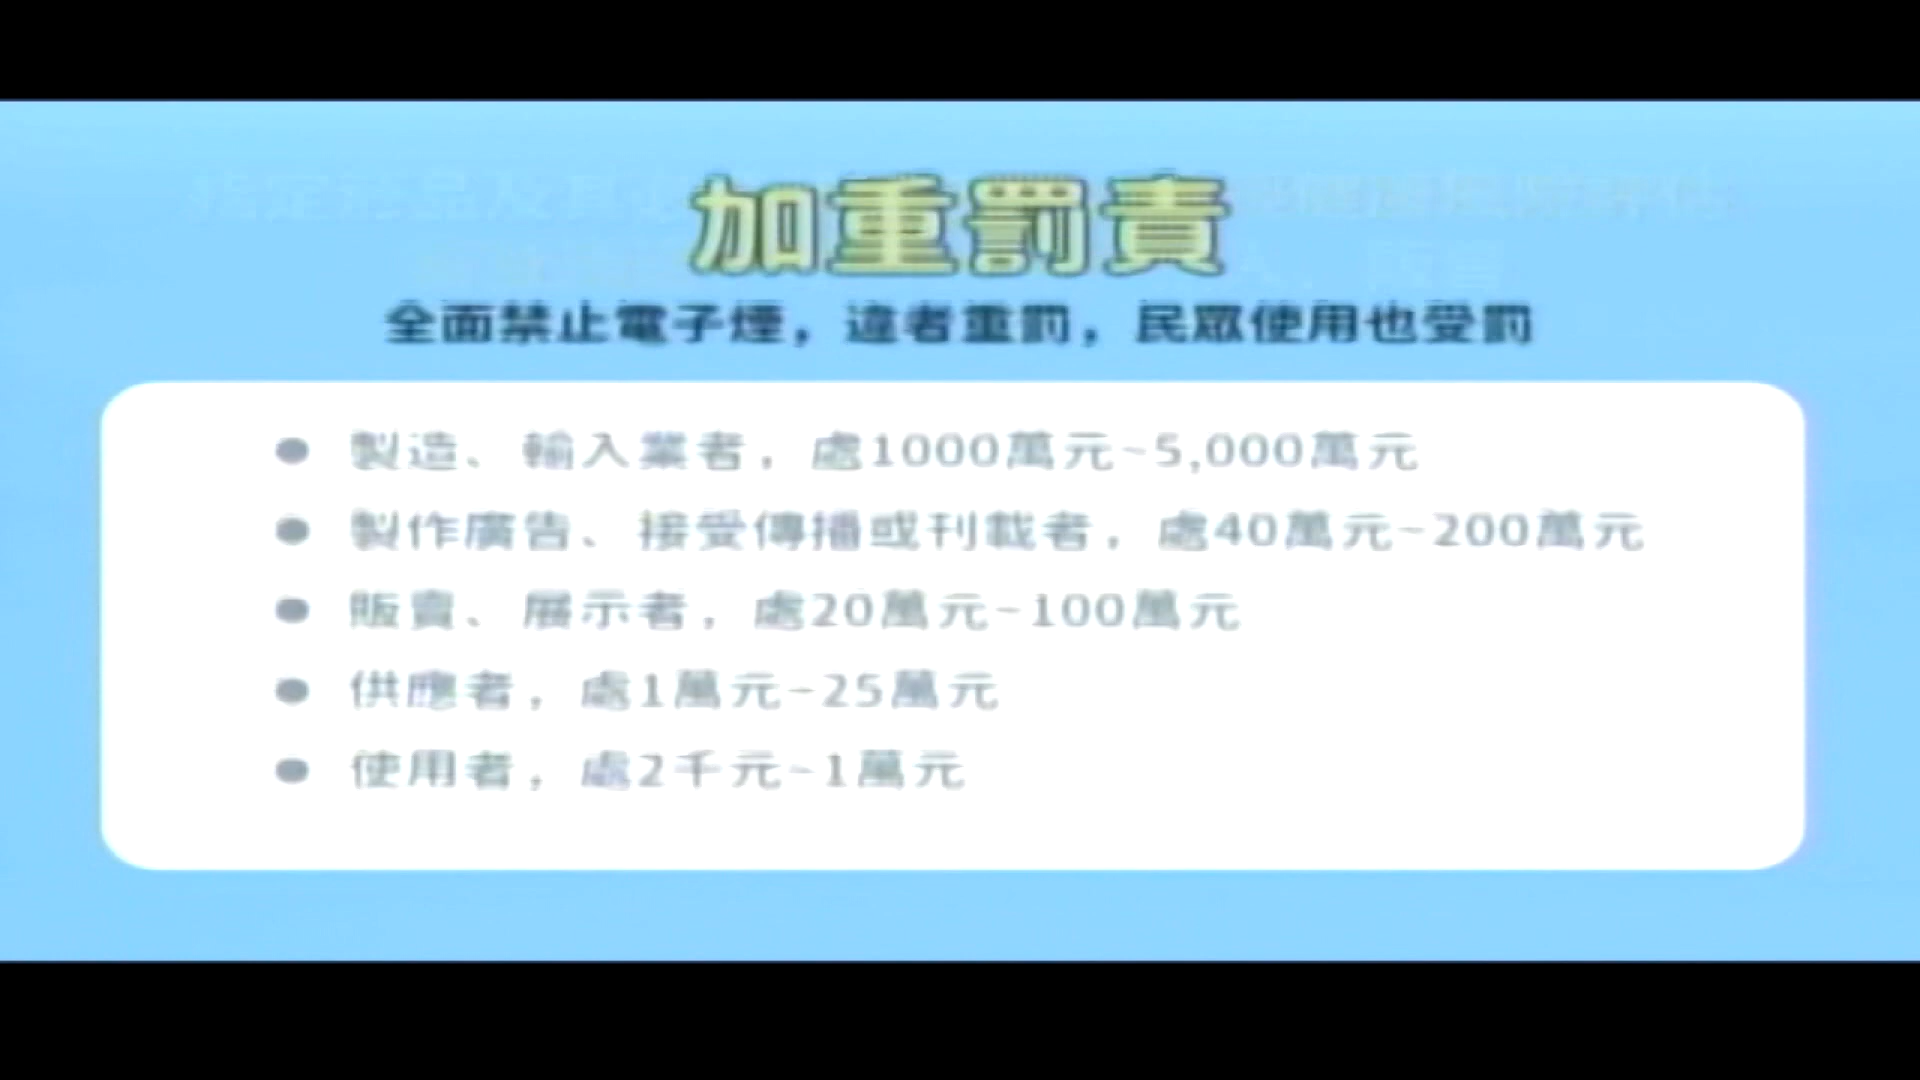 加重罰責
全面禁止電子煙，違者重罰，民眾使用也受罰
● 製造、輸入業者，處1000萬元~5,000萬元
● 製作廣告、接受傳播或刊載者，處40萬元~200萬元
● 販賣、展示者，處20萬元~100萬元
● 供應者，處1萬元~25萬元
● 使用者，處2千元~1萬元